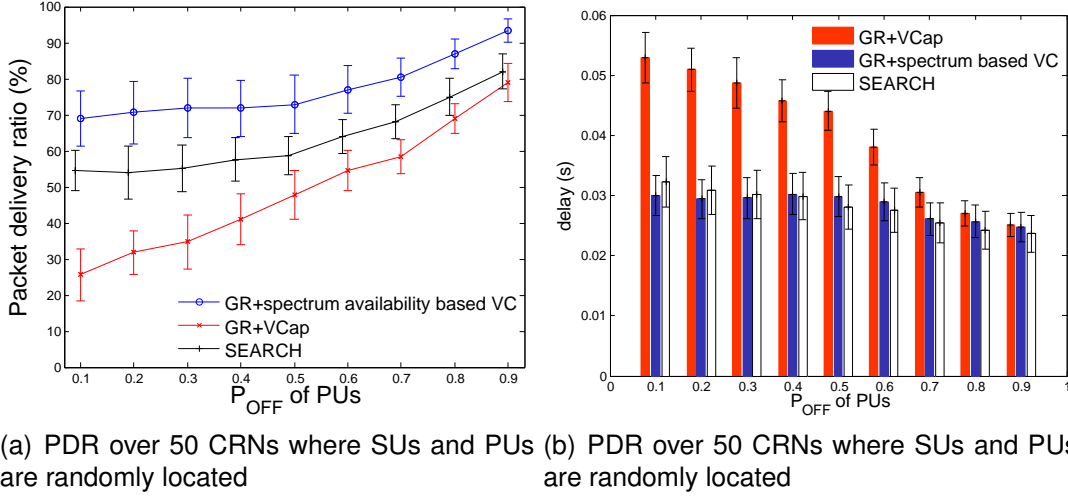 100
90
80
70
60
50
40
30
20
10
0
Packet delivery ratio (%)
GR+spectrum availability based VC
GR+VCap
SEARCH
0.1 0.2 0.3 0.4 0.5 0.6 0.7 0.8 0.9
P_OFF of PUs
0.06
0.05
0.04
0.03
0.02
0.01
0
delay (s)
GR+VCap
GR+spectrum based VC
SEARCH
0 0.1 0.2 0.3 0.4 0.5 0.6 0.7 0.8 0.9 1
P_OFF of PUs
(a) PDR over 50 CRNs where SUs and PUs
are randomly located
(b) PDR over 50 CRNs where SUs and PUs
are randomly located